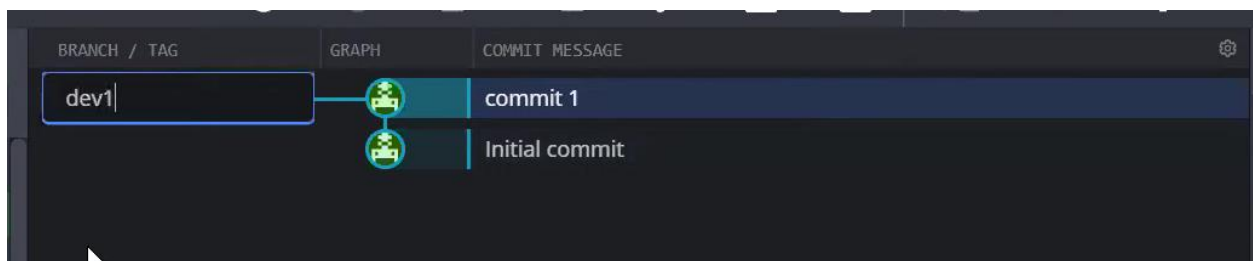 BRANCH / TAG GRAPH COMMIT MESSAGE
dev1 commit 1
Initial commit